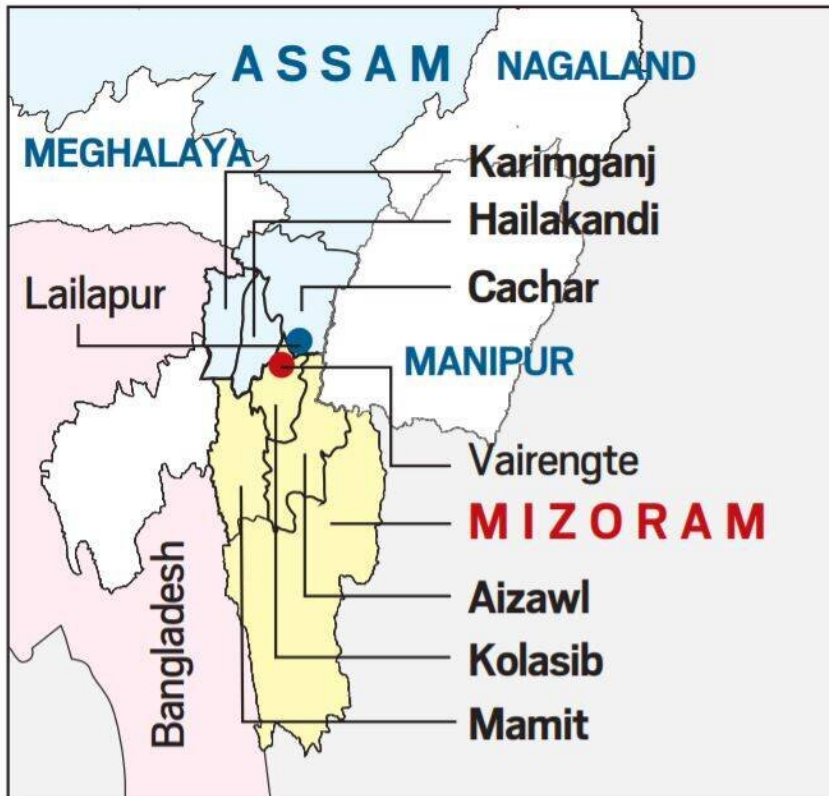 ASSAM
NAGALAND
MEGHALAYA
Karimganj
Hailakandi
Lailapur
Cachar
MANIPUR
Vairengte
MIZORAM
Bangladesh
Aizawl
Kolasib
Mamit